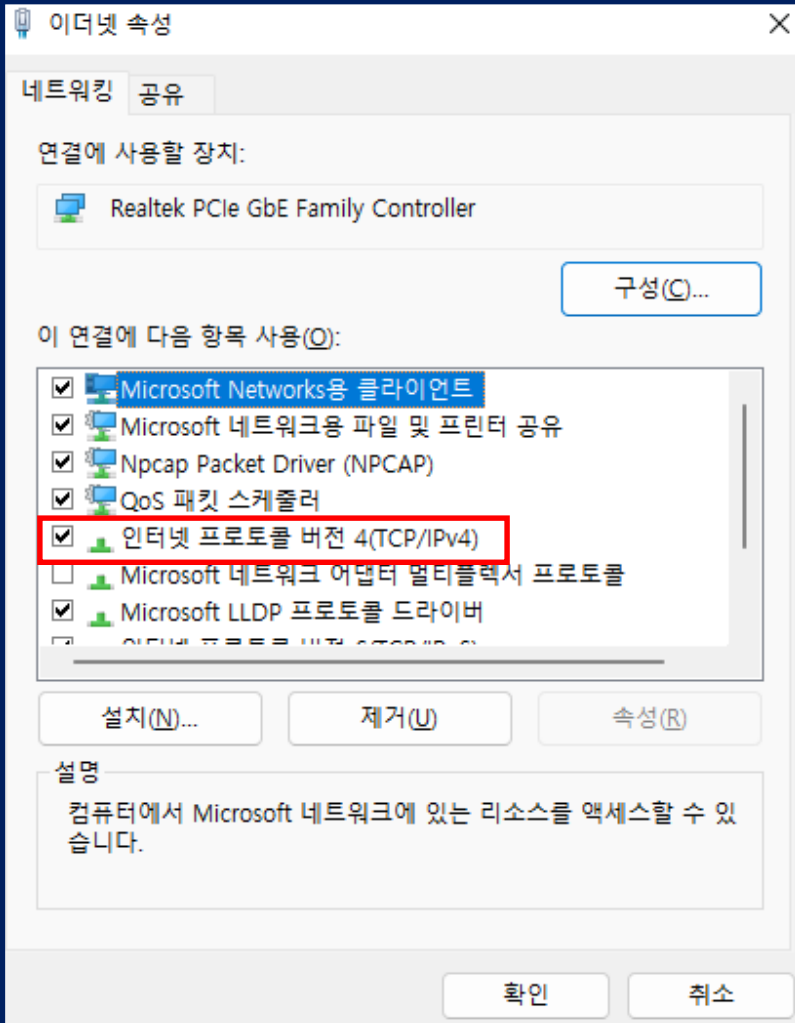 이더넷 속성
네트워킹
공유
연결에 사용할 장치:
Realtek PCIe GbE Family Controller
구성(C)...
이 연결에 다음 항목 사용(O):
Microsoft Networks용 클라이언트
Microsoft 네트워크용 파일 및 프린터 공유
Npcap Packet Driver (NPCAP)
QoS 패킷 스케줄러
인터넷 프로토콜 버전 4(TCP/IPv4)
Microsoft 네트워크 어댑터 멀티플렉서 프로토콜
Microsoft LLDP 프로토콜 드라이버
설치(N)...
제거(U)
속성(R)
설명
컴퓨터에서 Microsoft 네트워크에 있는 리소스를 액세스할 수 있
습니다.
확인
취소